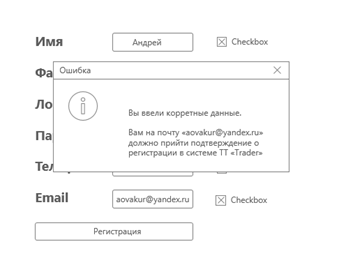 Имя
Андрей
Checkbox
Фа
Ошибка
Ло
Вы ввели корретные данные.
Па
Вам на почту «aovakur@yandex.ru»
должно прийти подтверждение о
регистрации в системе ТТ «Trader»
Тел
Email
aovakur@yandex.ru
Checkbox
Регистрация